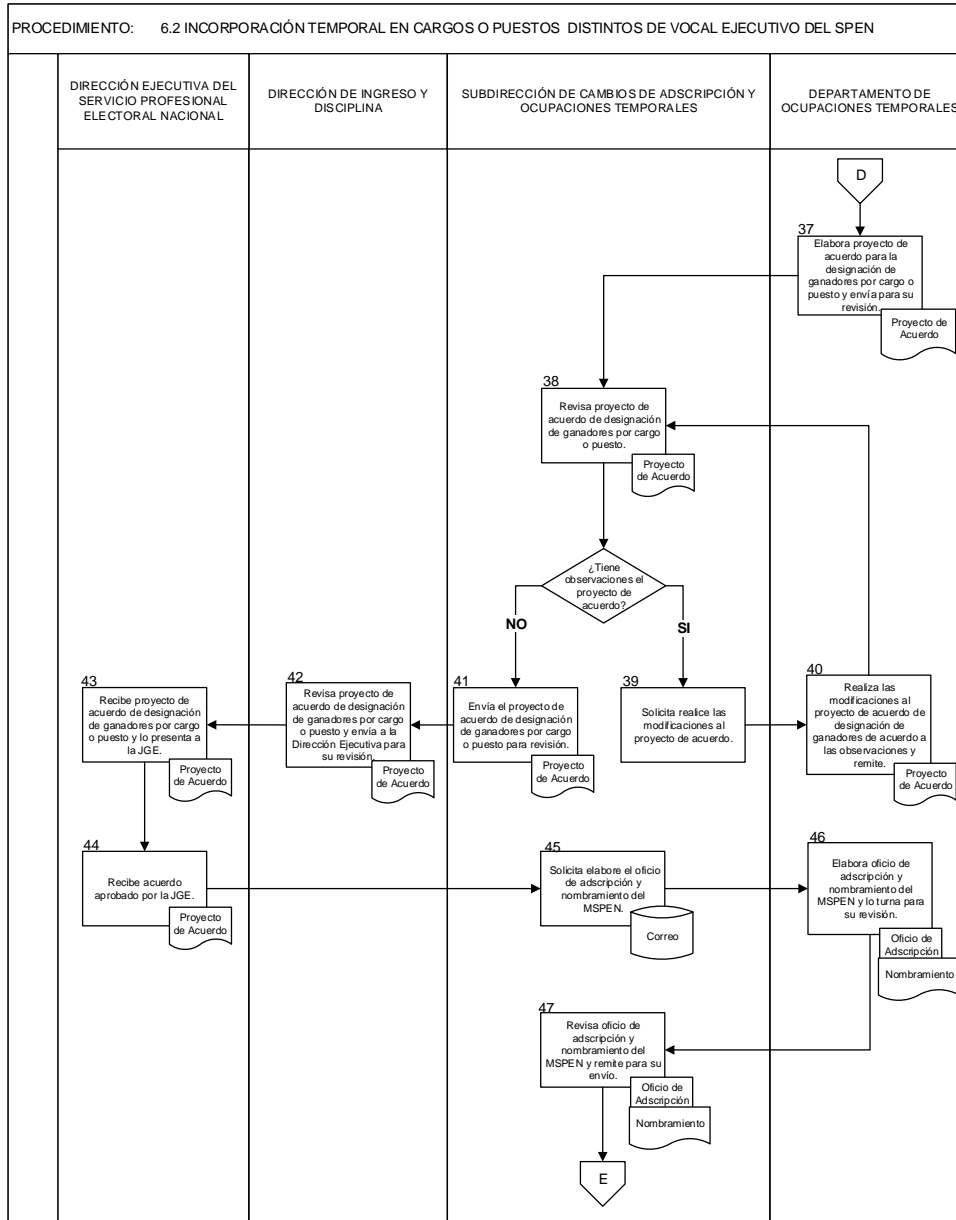 PROCEDIMIENTO: 6.2 INCORPORACIÓN TEMPORAL EN CARGOS O PUESTOS DISTINTOS DE VOCAL EJECUTIVO DEL SPEN
DIRECCIÓN EJECUTIVA DEL
SERVICIO PROFESIONAL
ELECTORAL NACIONAL
DIRECCIÓN DE INGRESO Y
DISCIPLINA
SUBDIRECCIÓN DE CAMBIOS DE ADSCRIPCIÓN Y
OCUPACIONES TEMPORALES
DEPARTAMENTO DE
OCUPACIONES TEMPORALES
D
37
Elabora proyecto de
acuerdo para la
designación de
ganadores por cargo o
puesto y envía para su
revisión.
Proyecto de
Acuerdo
38
Revisa proyecto de
acuerdo de designación
de ganadores por cargo
o puesto.
Proyecto
de Acuerdo
¿Tiene
observaciones el
proyecto de
acuerdo?
NO
SI
39
Solicita realice las
modificaciones al
proyecto de acuerdo.
40
Realiza las
modificaciones al
proyecto de acuerdo de
designación de
ganadores de acuerdo a
las observaciones y
remite.
Proyecto
de Acuerdo
41
Envía el proyecto de
acuerdo de designación
de ganadores por cargo
o puesto para revisión.
Proyecto
de Acuerdo
42
Revisa proyecto de
acuerdo de designación
de ganadores por cargo
o puesto y envía a la
Dirección Ejecutiva para
su revisión.
Proyecto
de Acuerdo
43
Recibe proyecto de
acuerdo de designación
de ganadores por cargo
o puesto y lo presenta a
la JGE.
Proyecto
de Acuerdo
44
Recibe acuerdo
aprobado por la JGE.
Proyecto
de Acuerdo
45
Solicita elabore el oficio
de adscripción y
nombramiento del
MSPEN.
Correo
46
Elabora oficio de
adscripción y
nombramiento del
MSPEN y lo turna para
su revisión.
Oficio de
Adscripción
Nombramiento
47
Revisa oficio de
adscripción y
nombramiento del
MSPEN y remite para su
envío.
Oficio de
Adscripción
Nombramiento
E